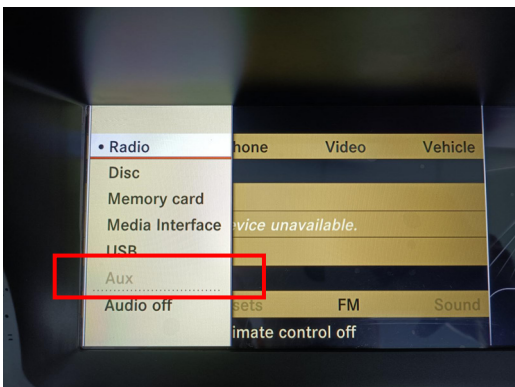 • Radio hone Video Vehicle
Disc
Memory card
Media Interface evice unavailable.
USB
Aux
Audio off sets FM Sound
imate control off